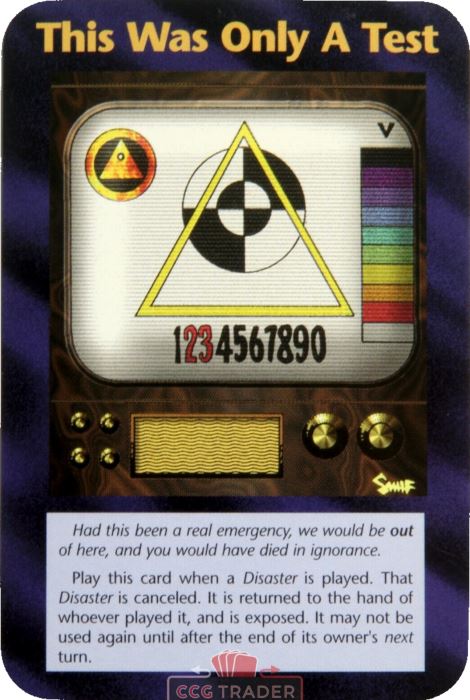 This Was Only A Test
V
1234567890
SMIF
Had this been a real emergency, we would be out
of here, and you would have died in ignorance.
Play this card when a Disaster is played. That
Disaster is canceled. It is returned to the hand of
whoever played it, and is exposed. It may not be
used again until after the end of its owner's next
turn.
CCG TRADER